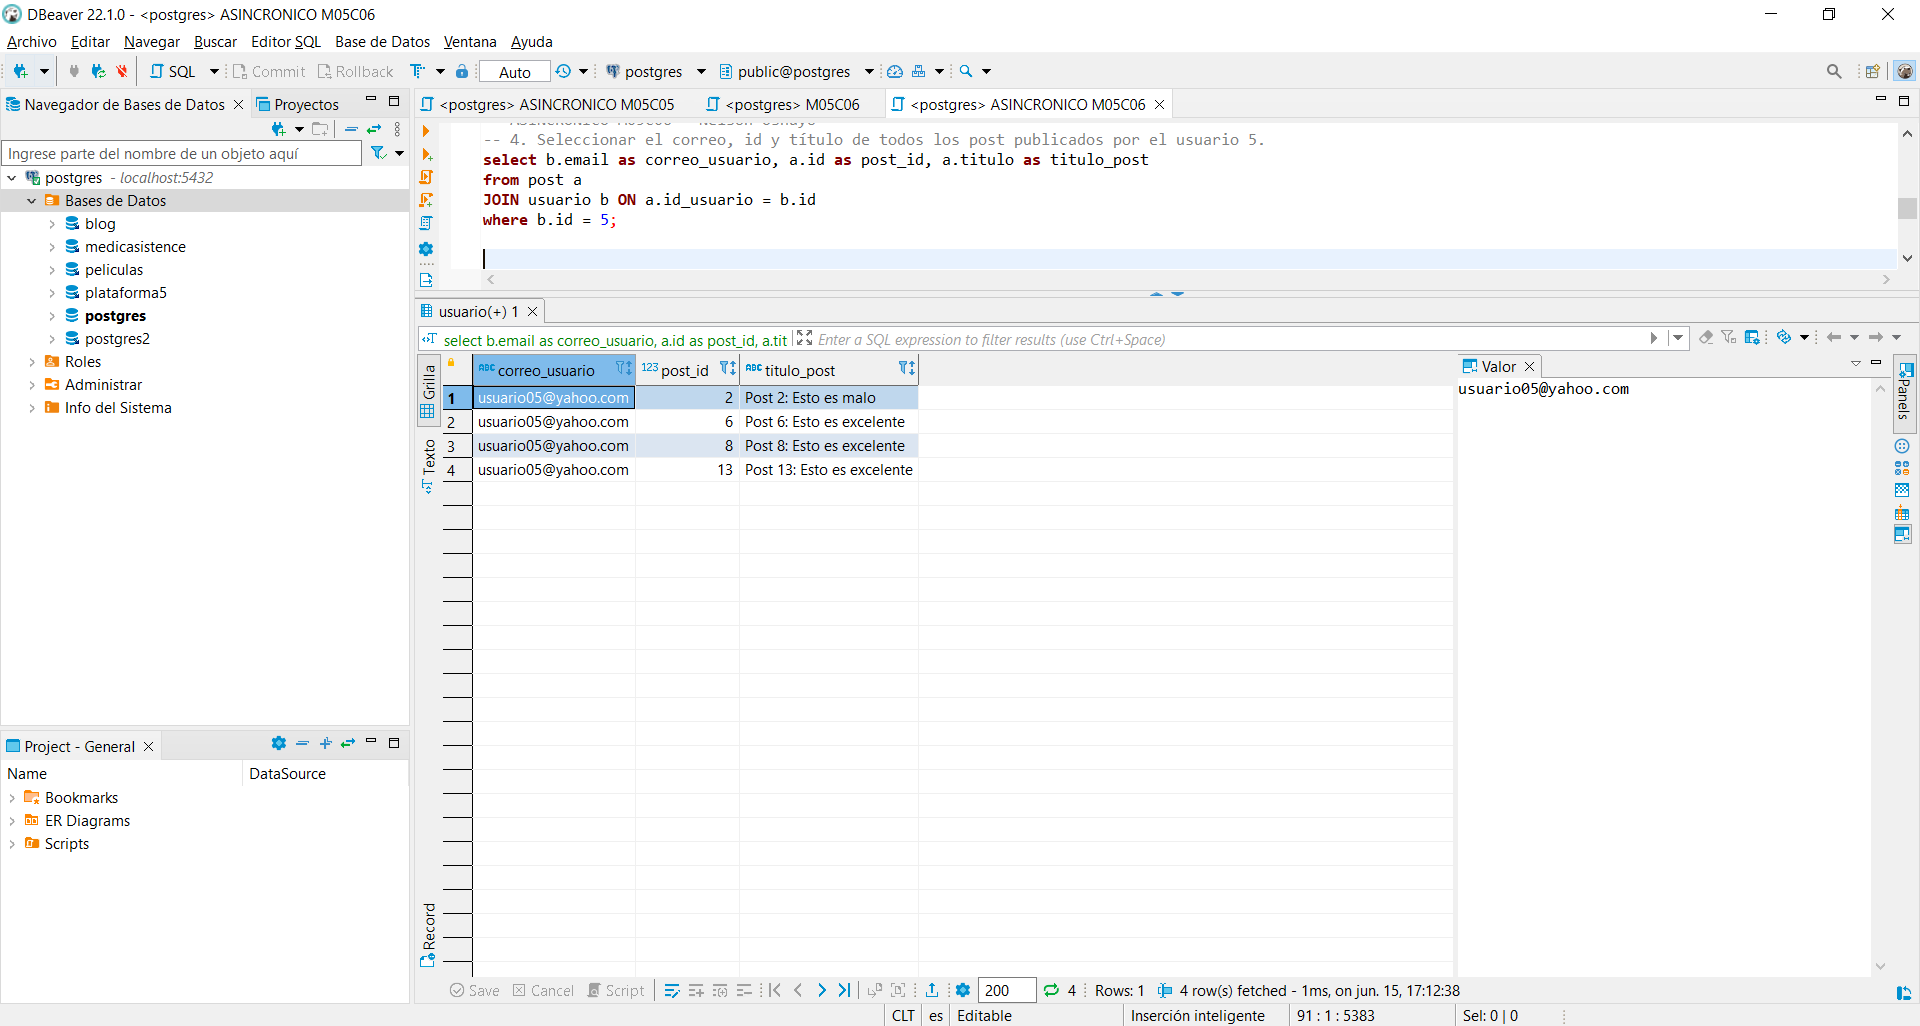 DBeaver 22.1.0 - <postgres> ASINCRONICO M05C06
Archivo Editar Navegar Buscar Editor SQL Base de Datos Ventana Ayuda
SQL Commit Rollback Auto postgres public@postgres
Navegador de Bases de Datos Proyectos
Ingrese parte del nombre de un objeto aquí
postgres - localhost:5432
Bases de Datos
blog
medicasistence
peliculas
plataforma5
postgres
postgres2
Roles
Administrar
Info del Sistema
Project - General
Name DataSource
Bookmarks
ER Diagrams
Scripts
<postgres> ASINCRONICO M05C05 <postgres> M05C06 <postgres> ASINCRONICO M05C06
-- 4. Seleccionar el correo, id y título de todos los post publicados por el usuario 5.
select b.email as correo_usuario, a.id as post_id, a.titulo as titulo_post
from post a
JOIN usuario b ON a.id_usuario = b.id
where b.id = 5;
usuario(+) 1
select b.email as correo_usuario, a.id as post_id, a.tit Enter a SQL expression to filter results (use Ctrl+Space)
Grilla
Texto
Record
ABC correo_usuario 123 post_id ABC titulo_post
1 usuario05@yahoo.com 2 Post 2: Esto es malo
2 usuario05@yahoo.com 6 Post 6: Esto es excelente
3 usuario05@yahoo.com 8 Post 8: Esto es excelente
4 usuario05@yahoo.com 13 Post 13: Esto es excelente
Valor
usuario05@yahoo.com
Panels
Save Cancel Script 200 4 Rows: 1 4 row(s) fetched - 1ms, on jun. 15, 17:12:38
CLT es Editable Inserción inteligente 91 : 1 : 5383 Sel: 0 | 0